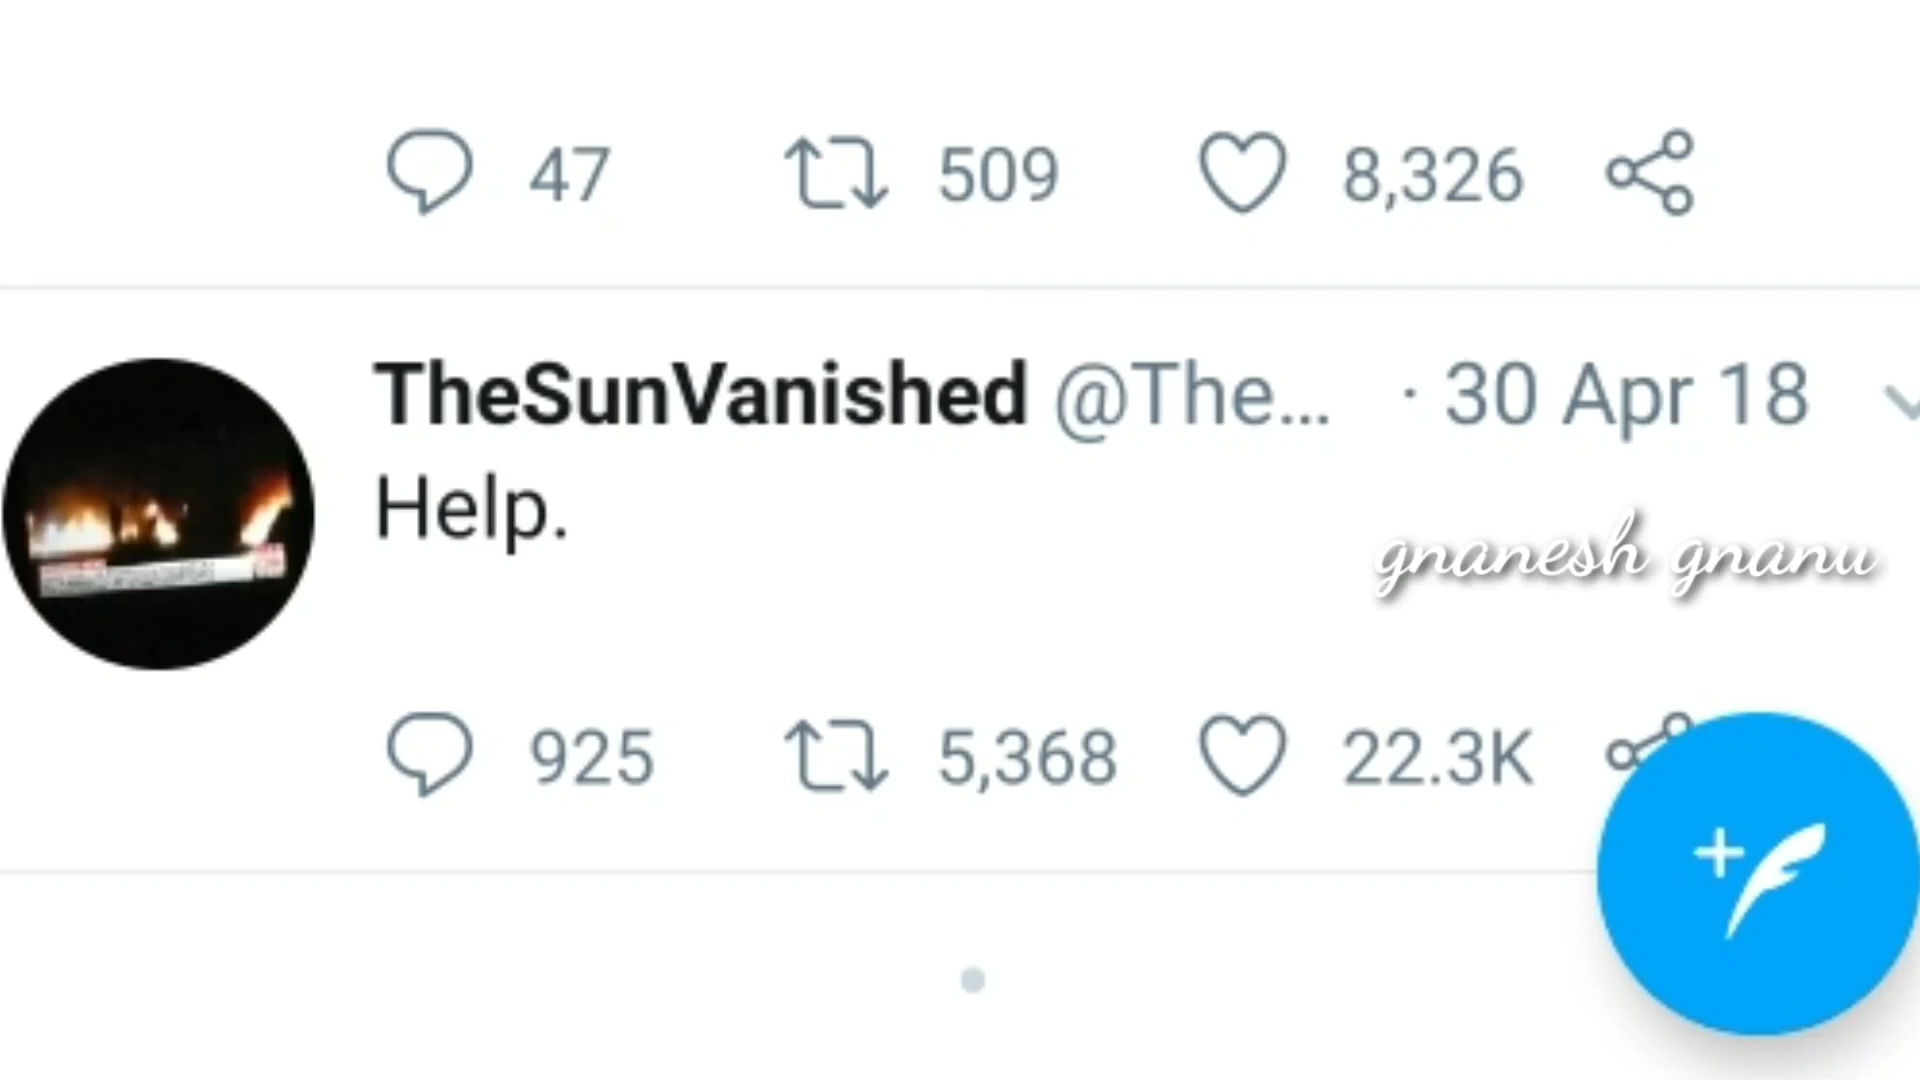 47 509 8,326
TheSunVanished @The... · 30 Apr 18
Help.
gnanesh gnanu
925 5,368 22.3K